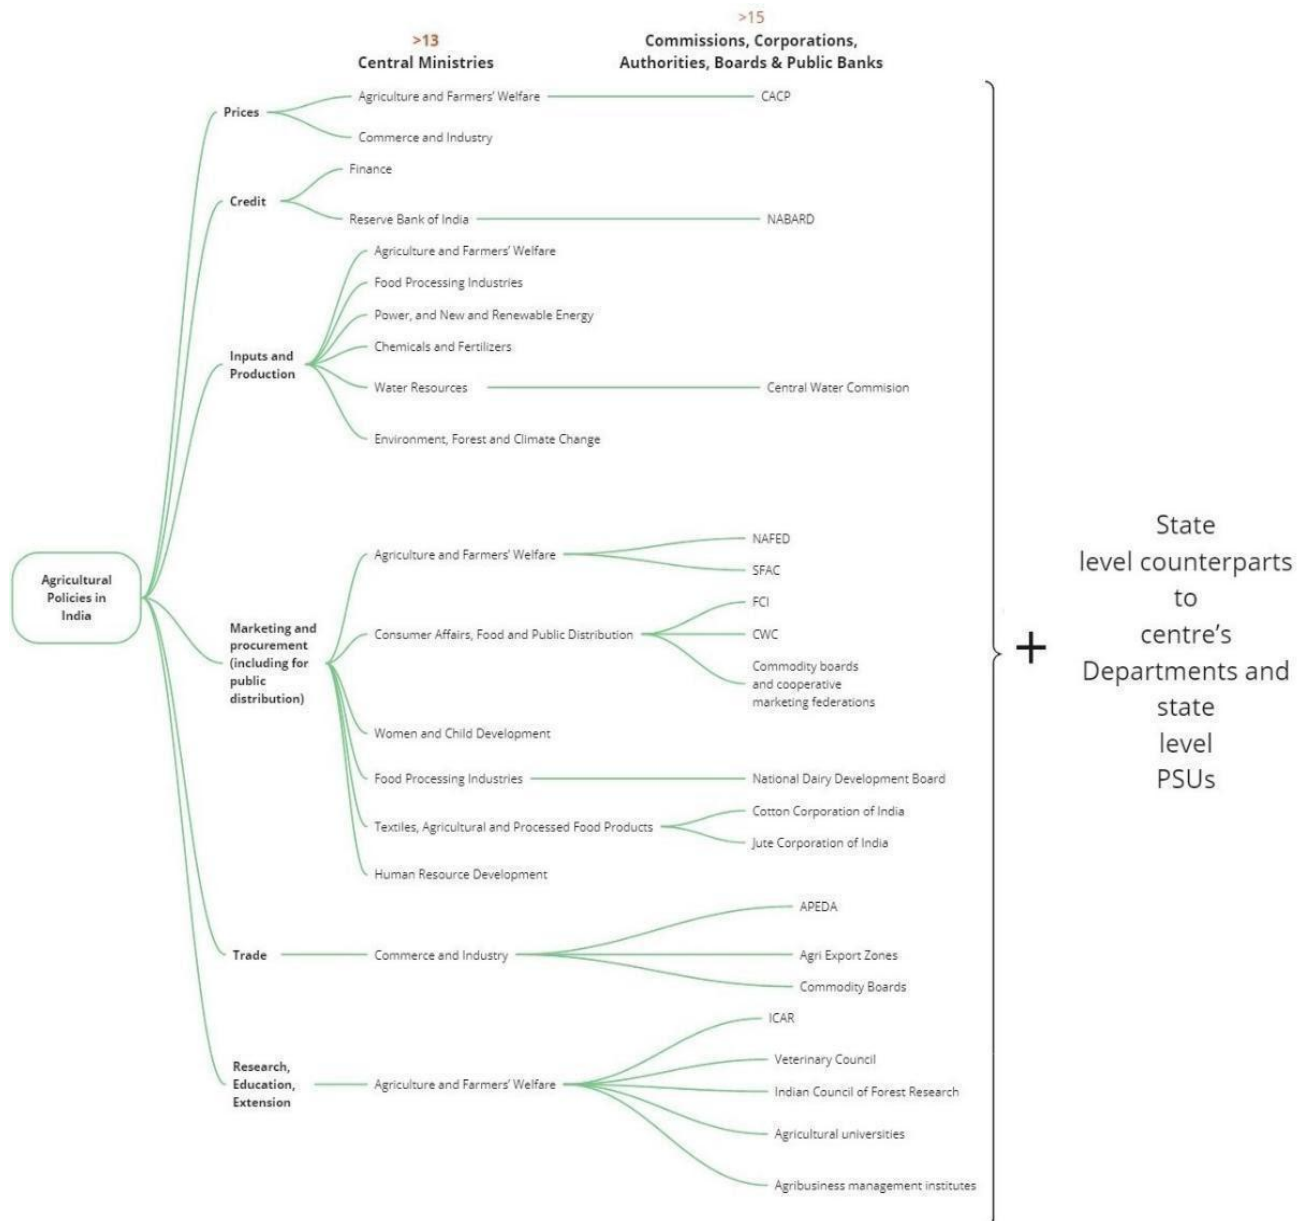 >13
Central Ministries
>15
Commissions, Corporations,
Authorities, Boards & Public Banks
Agricultural
Policies in
India
Prices
Agriculture and Farmers' Welfare
CACP
Commerce and Industry
Credit
Finance
Reserve Bank of India
NABARD
Inputs and
Production
Agriculture and Farmers' Welfare
Food Processing Industries
Power, and New and Renewable Energy
Chemicals and Fertilizers
Water Resources
Central Water Commision
Environment, Forest and Climate Change
Marketing and
procurement
(including for
public
distribution)
Agriculture and Farmers' Welfare
NAFED
SFAC
Consumer Affairs, Food and Public Distribution
FCI
CWC
Commodity boards
and cooperative
marketing federations
Women and Child Development
Food Processing Industries
National Dairy Development Board
Textiles, Agricultural and Processed Food Products
Cotton Corporation of India
Jute Corporation of India
Human Resource Development
Trade
Commerce and Industry
APEDA
Agri Export Zones
Commodity Boards
Research,
Education,
Extension
Agriculture and Farmers' Welfare
ICAR
Veterinary Council
Indian Council of Forest Research
Agricultural universities
Agribusiness management institutes
+
State
level counterparts
to
centre's
Departments and
state
level
PSUs